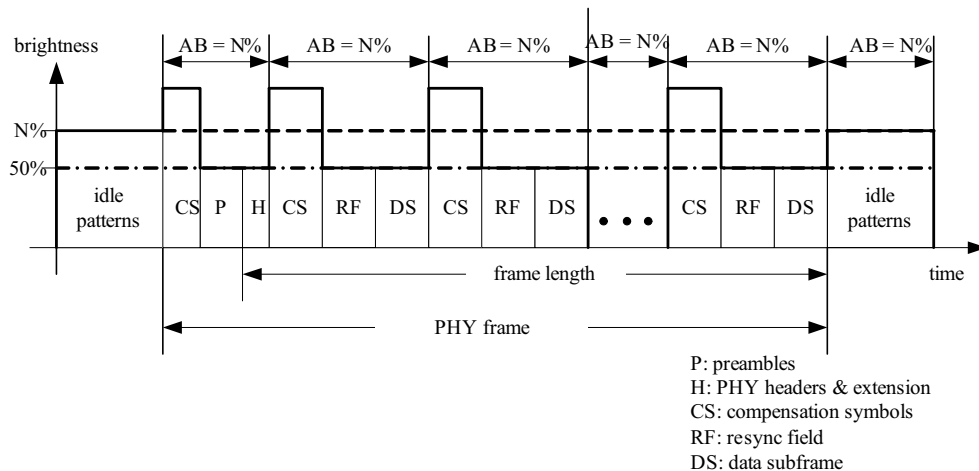 AB = N% AB = N% AB = N% AB = N% AB = N% AB = N%
brightness
N%
50%
idle patterns CS P H CS RF DS CS RF DS • • • CS RF DS idle patterns
frame length
time
PHY frame
P: preambles
H: PHY headers & extension
CS: compensation symbols
RF: resync field
DS: data subframe